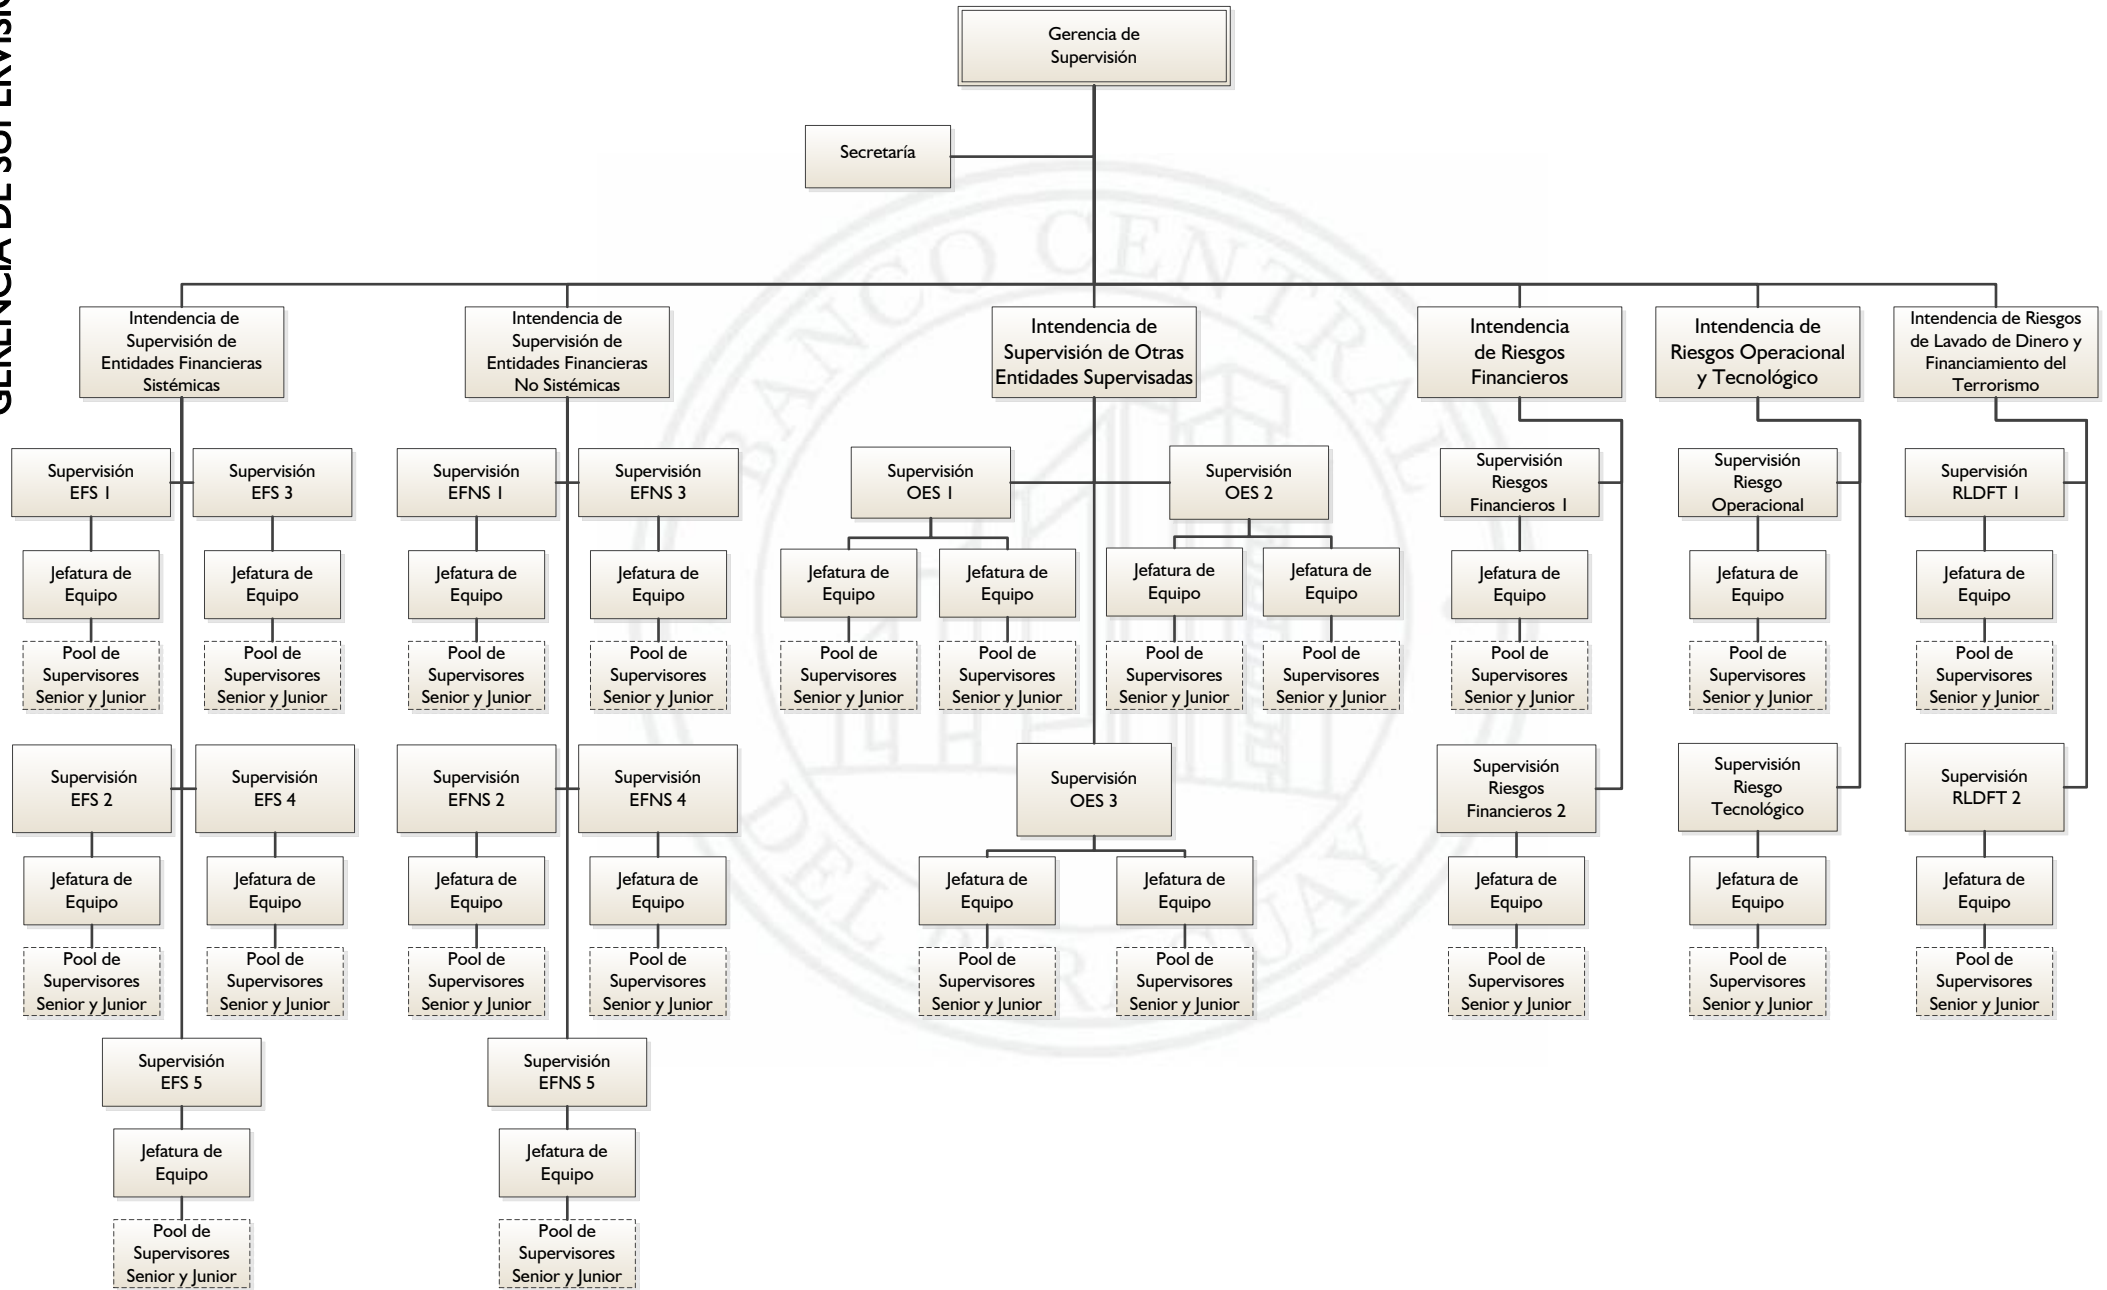 GERENCIA DE SUPERVISI
Gerencia de
Supervisión
Secretaría
BANCO CENTRAL
DEL PARAGUAY
Intendencia de
Supervisión de
Entidades Financieras
Sistémicas
Intendencia de
Supervisión de
Entidades Financieras
No Sistémicas
Intendencia de
Supervisión de Otras
Entidades Supervisadas
Intendencia
de Riesgos
Financieros
Intendencia de
Riesgos Operacional
y Tecnológico
Intendencia de Riesgos
de Lavado de Dinero y
Financiamiento del
Terrorismo
Supervisión
EFS 1
Supervisión
EFS 3
Supervisión
EFNS 1
Supervisión
EFNS 3
Supervisión
OES 1
Supervisión
OES 2
Supervisión
Riesgos
Financieros 1
Supervisión
Riesgo
Operacional
Supervisión
RLDFT 1
Jefatura de
Equipo
Jefatura de
Equipo
Jefatura de
Equipo
Jefatura de
Equipo
Jefatura de
Equipo
Jefatura de
Equipo
Jefatura de
Equipo
Jefatura de
Equipo
Jefatura de
Equipo
Jefatura de
Equipo
Jefatura de
Equipo
Pool de
Supervisores
Senior y Junior
Pool de
Supervisores
Senior y Junior
Pool de
Supervisores
Senior y Junior
Pool de
Supervisores
Senior y Junior
Pool de
Supervisores
Senior y Junior
Pool de
Supervisores
Senior y Junior
Pool de
Supervisores
Senior y Junior
Pool de
Supervisores
Senior y Junior
Pool de
Supervisores
Senior y Junior
Pool de
Supervisores
Senior y Junior
Pool de
Supervisores
Senior y Junior
Supervisión
EFS 2
Supervisión
EFS 4
Supervisión
EFNS 2
Supervisión
EFNS 4
Supervisión
OES 3
Supervisión
Riesgos
Financieros 2
Supervisión
Riesgo
Tecnológico
Supervisión
RLDFT 2
Jefatura de
Equipo
Jefatura de
Equipo
Jefatura de
Equipo
Jefatura de
Equipo
Jefatura de
Equipo
Jefatura de
Equipo
Jefatura de
Equipo
Jefatura de
Equipo
Jefatura de
Equipo
Pool de
Supervisores
Senior y Junior
Pool de
Supervisores
Senior y Junior
Pool de
Supervisores
Senior y Junior
Pool de
Supervisores
Senior y Junior
Pool de
Supervisores
Senior y Junior
Pool de
Supervisores
Senior y Junior
Pool de
Supervisores
Senior y Junior
Pool de
Supervisores
Senior y Junior
Pool de
Supervisores
Senior y Junior
Supervisión
EFS 5
Supervisión
EFNS 5
Jefatura de
Equipo
Jefatura de
Equipo
Pool de
Supervisores
Senior y Junior
Pool de
Supervisores
Senior y Junior